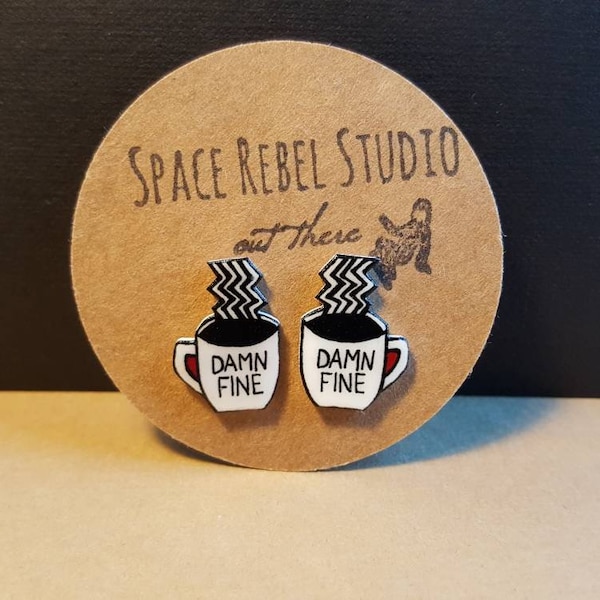 SPACE REBEL STUDIO
out there
DAMN
FINE
DAMN
FINE